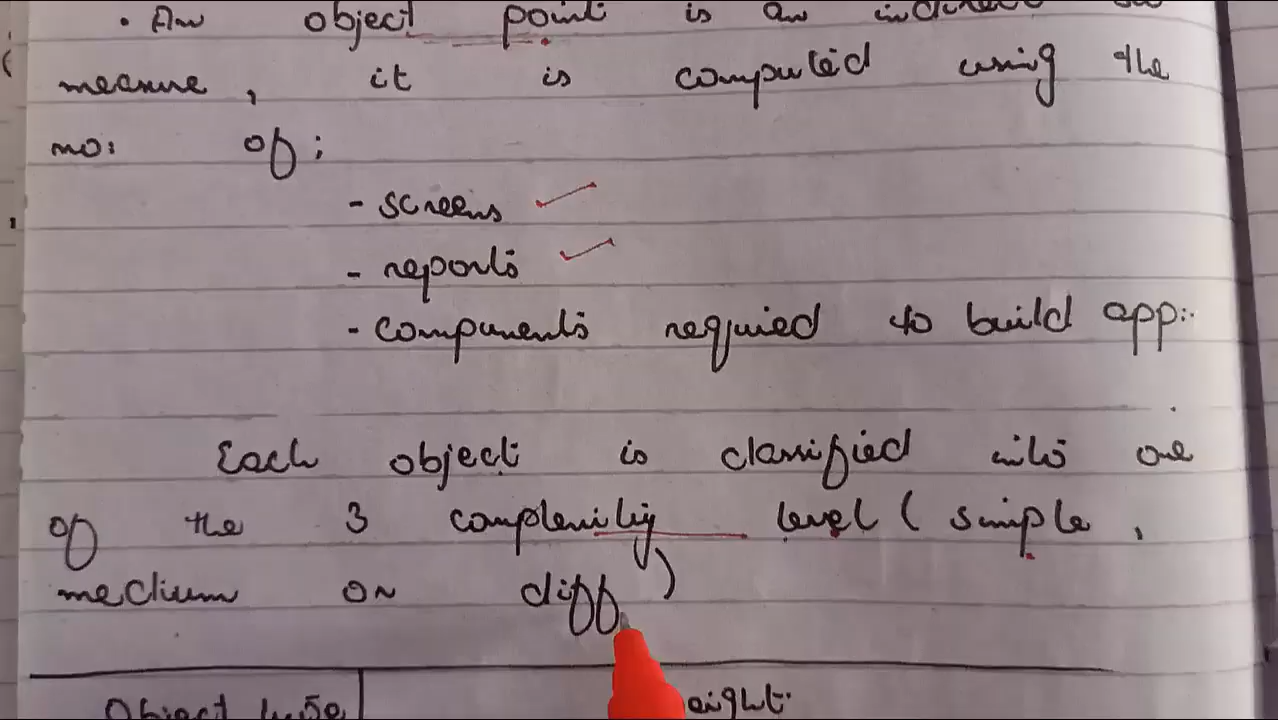 • An object point is an indirect
measure, it is computed using the
no: of:
- screens
- reports
- components required to build app:
Each object is classified into one
of the 3 complexity level (simple,
medium or diff)
Object type